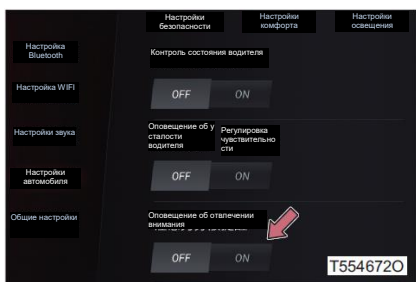 Настройки
безопасности
Настройки
комфорта
Настройки
освещения
Настройка
Bluetooth
Контроль состояния водителя
Настройка WIFI
OFF ON
Настройки звука
Оповещение об у
сталости
водителя
Регулировка
чувствительно
сти
Настройки
автомобиля
OFF ON
Общие настройки
Оповещение об отвлечении
внимания
OFF ON
T554672O